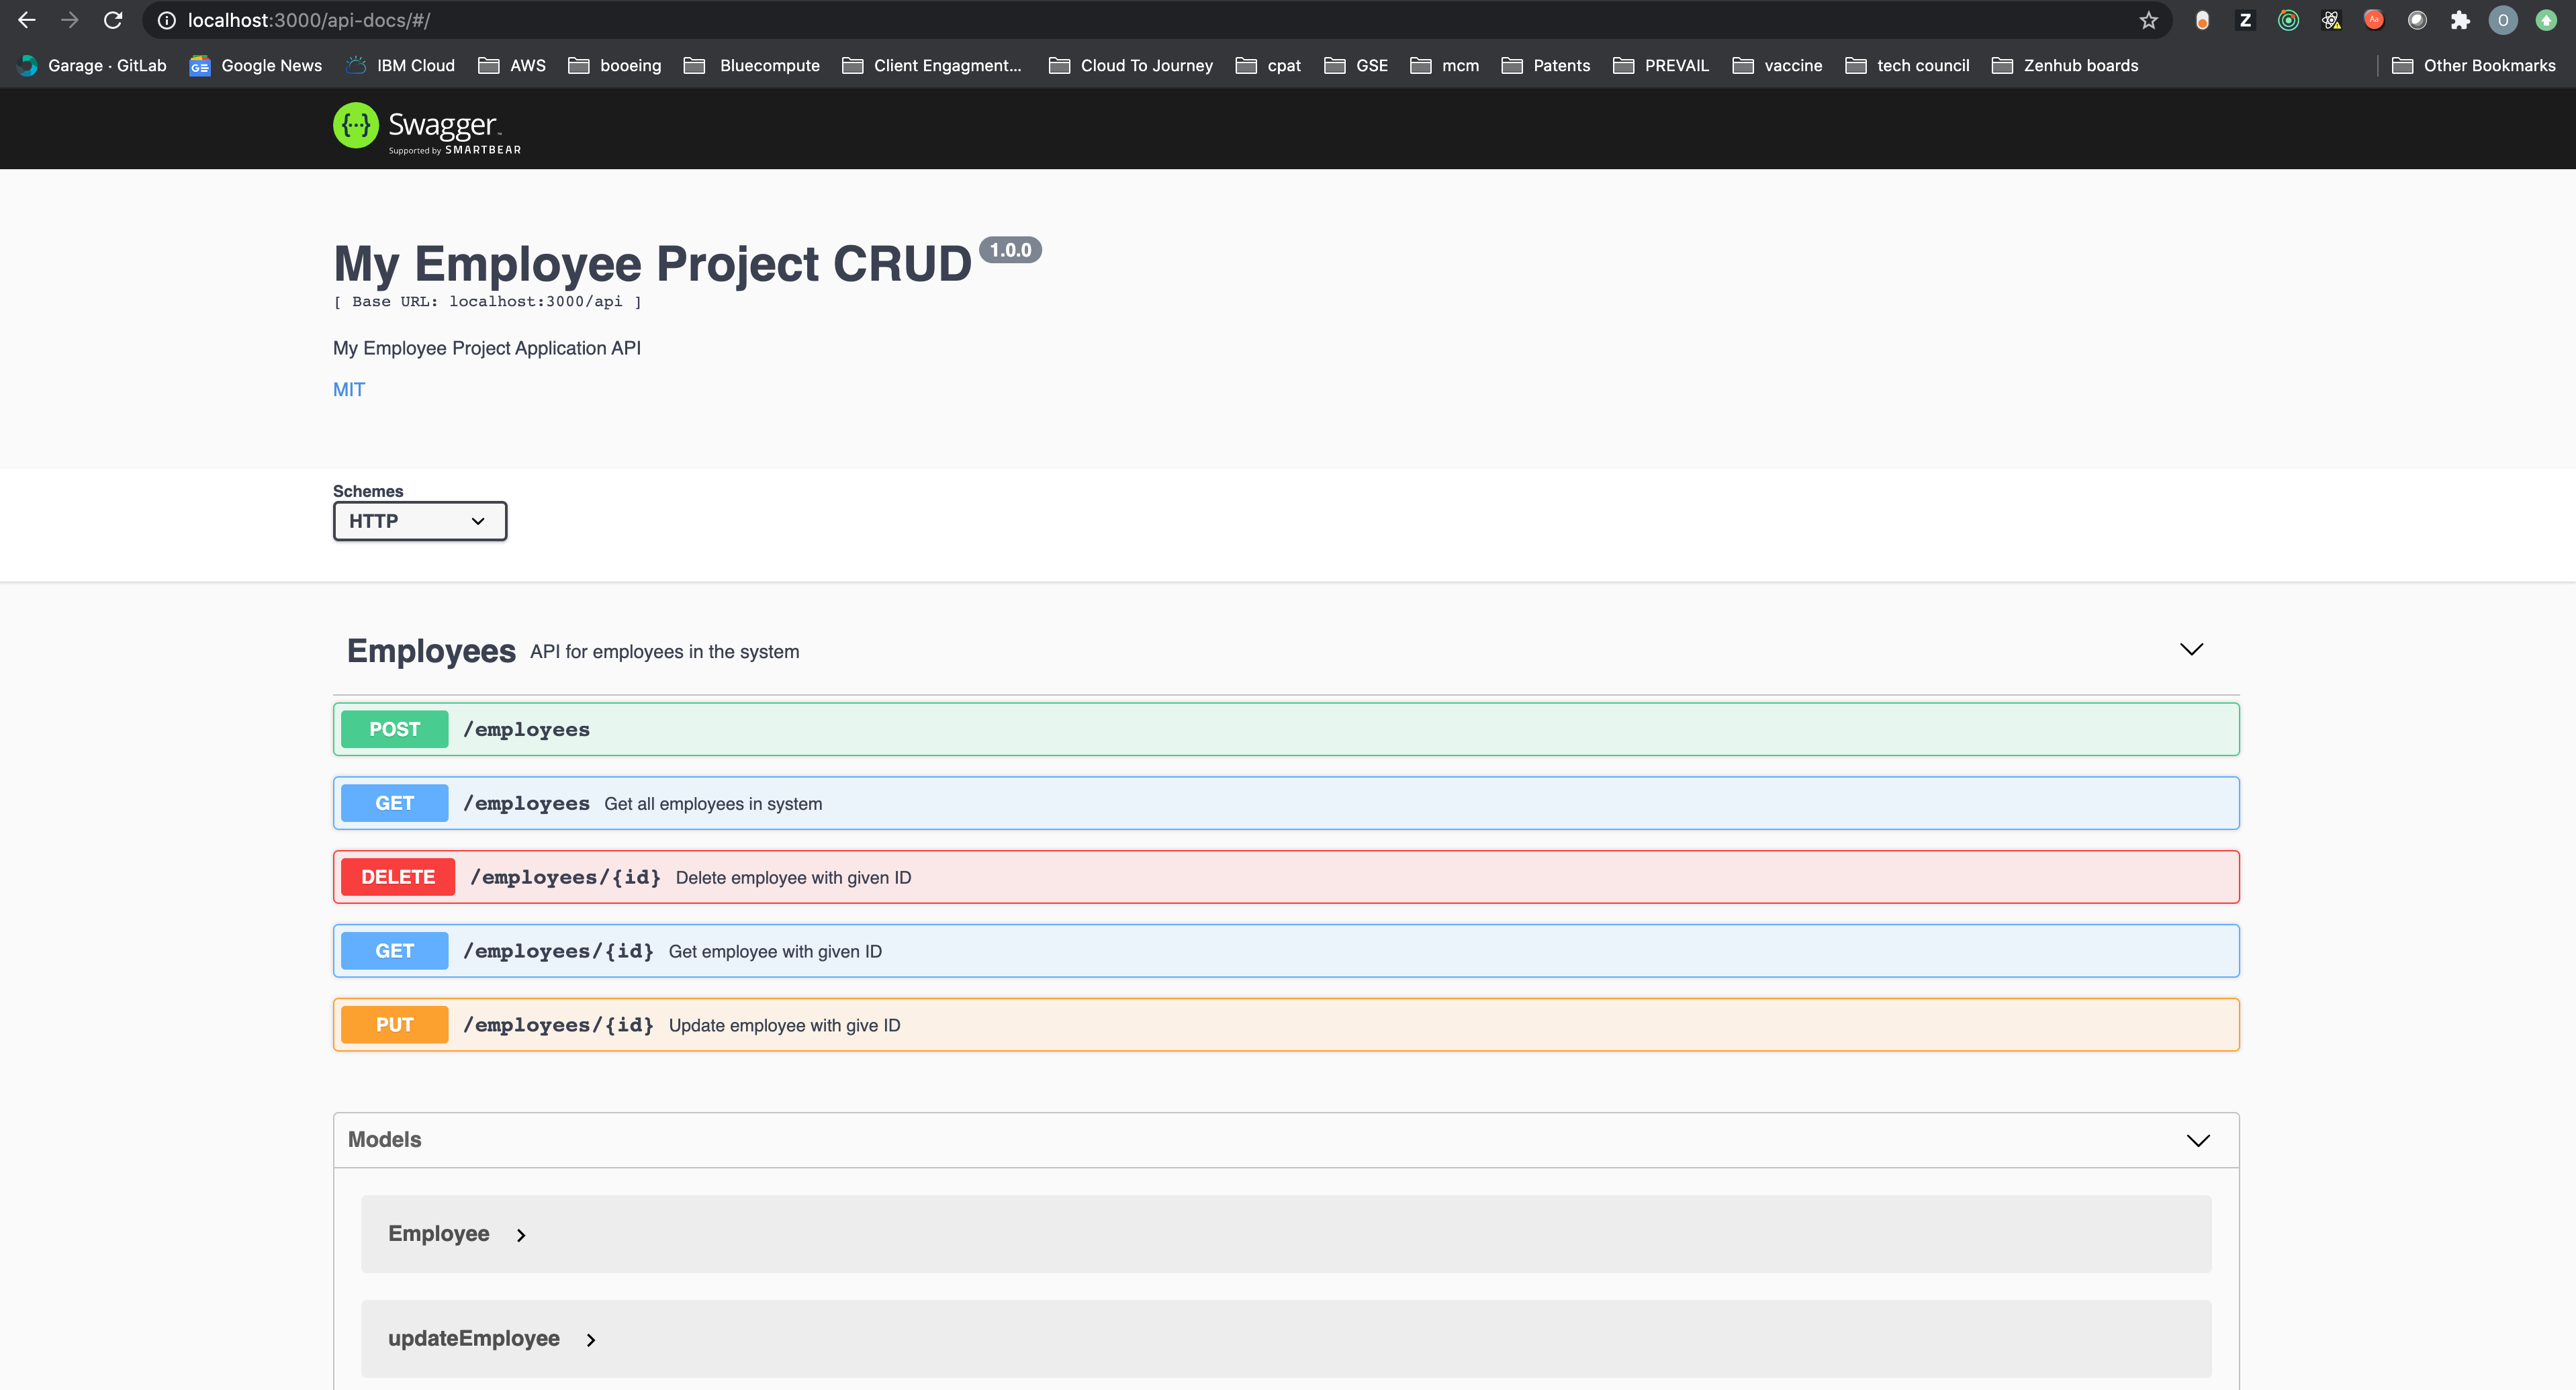 localhost:3000/api-docs/#/
Z
Aa
O
Garage · GitLab Google News IBM Cloud AWS booeing Bluecompute Client Engagment... Cloud To Journey cpat GSE mcm Patents PREVAIL vaccine tech council Zenhub boards Other Bookmarks
GE
{···} Swagger
Supported by SMARTBEAR
My Employee Project CRUD 1.0.0
[ Base URL: localhost:3000/api ]
My Employee Project Application API
MIT
Schemes
HTTP
Employees API for employees in the system
POST /employees
GET /employees Get all employees in system
DELETE /employees/{id} Delete employee with given ID
GET /employees/{id} Get employee with given ID
PUT /employees/{id} Update employee with give ID
Models
Employee
updateEmployee